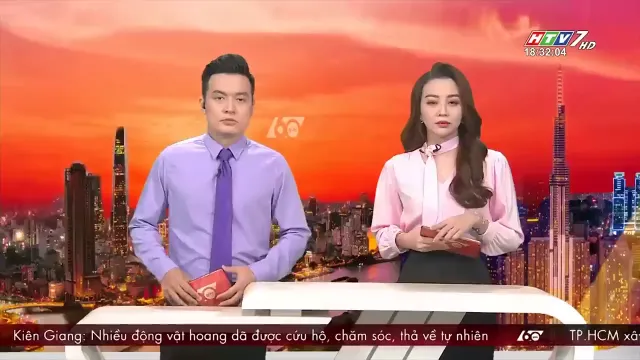 HTV7 HD
18:32:04
Kiên Giang: Nhiều động vật hoang dã được cứu hộ, chăm sóc, thả về tự nhiên
TP.HCM xâ